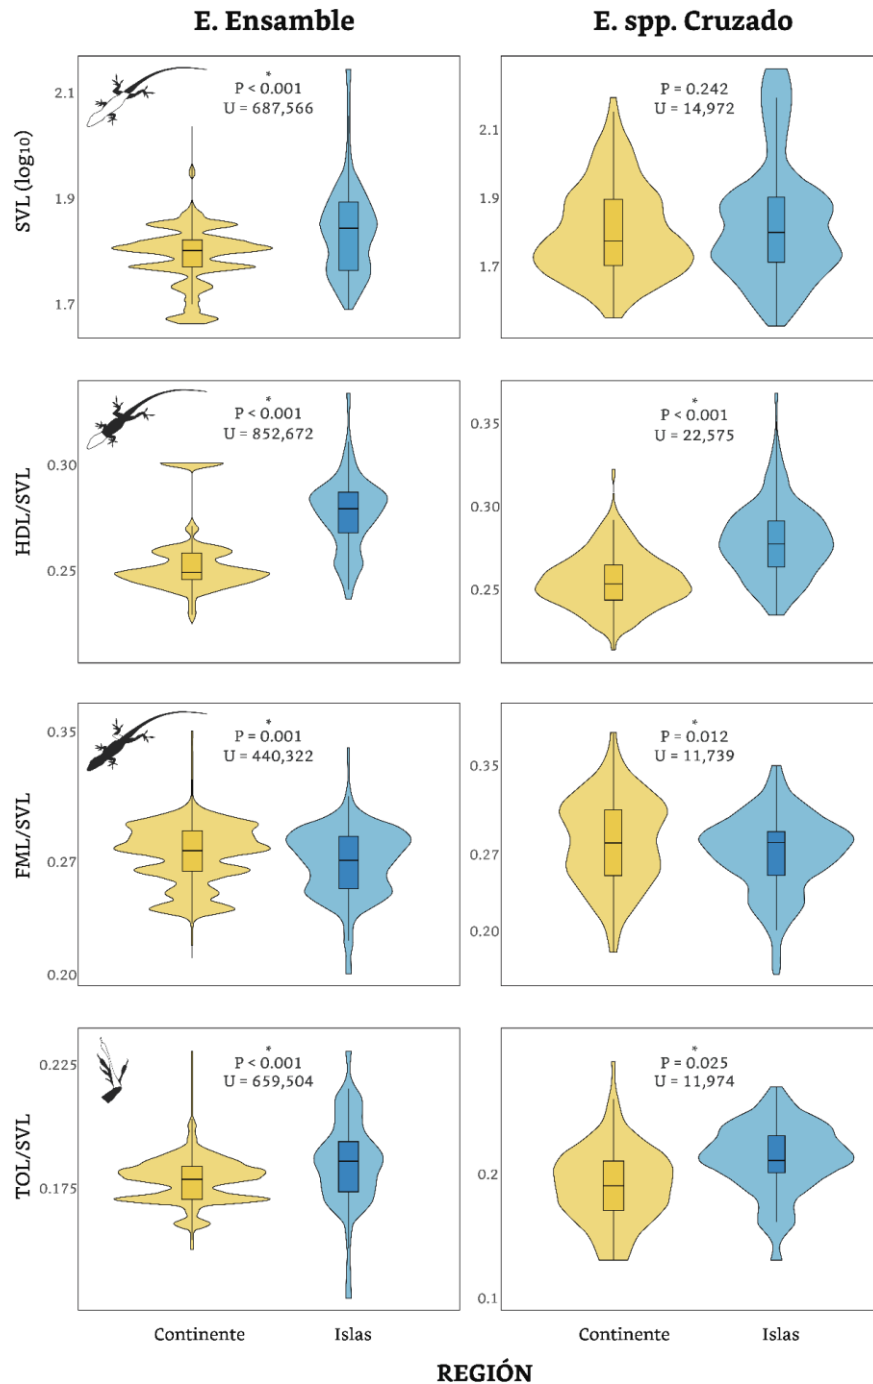 E. Ensamble
E. spp. Cruzado
SVL (log10)
2.1
1.9
1.7
*
P < 0.001
U = 687,566
2.1
1.9
1.7
P = 0.242
U = 14,972
HDL/SVL
0.30
0.25
*
P < 0.001
U = 852,672
0.35
0.30
0.25
*
P <0.001
U = 22,575
FML/SVL
0.35
0.27
0.20
*
P = 0.001
U = 440,322
0.35
0.27
0.20
*
P = 0.012
U = 11,739
TOL/SVL
0.225
0.175
*
P < 0.001
U = 659,504
0.2
0.1
*
P = 0.025
U = 11,974
Continente
Islas
Continente
Islas
REGIÓN